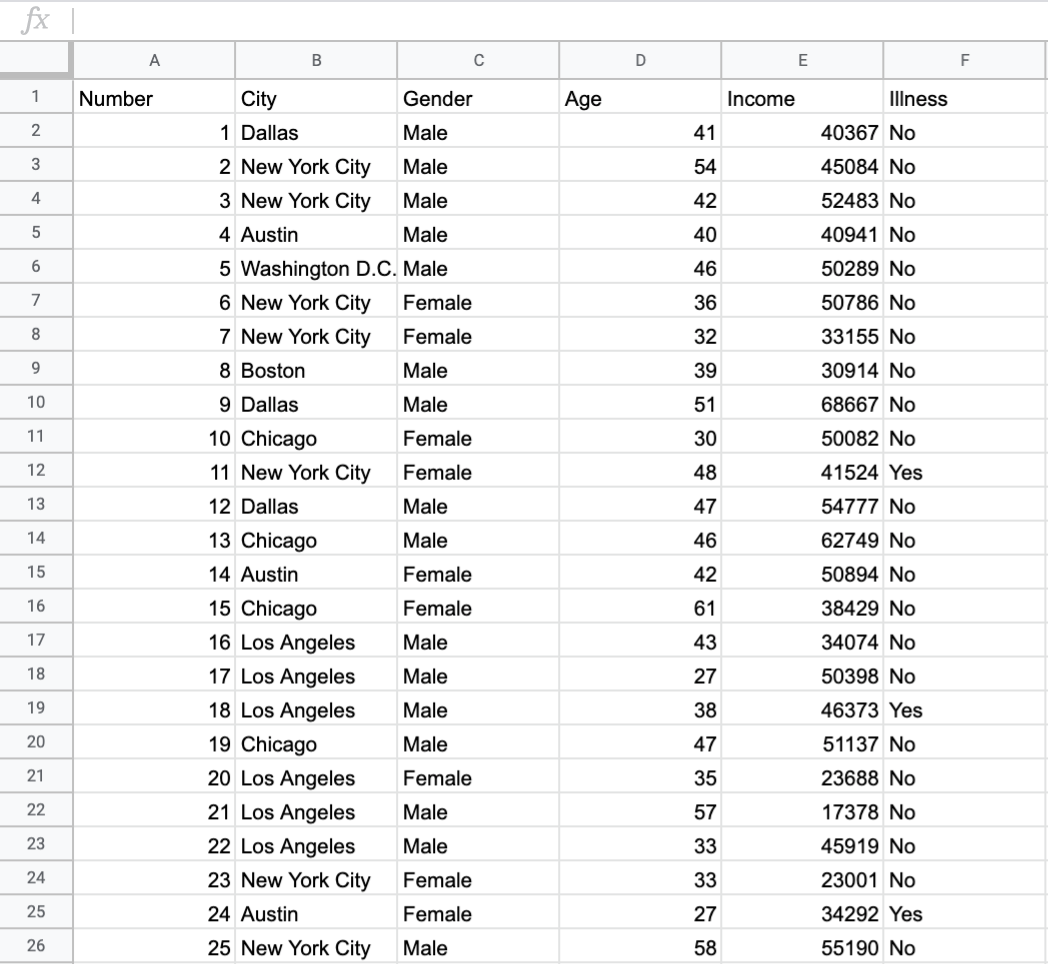 fx
A B C D E F
1 Number City Gender Age Income Illness
2 1 Dallas Male 41 40367 No
3 2 New York City Male 54 45084 No
4 3 New York City Male 42 52483 No
5 4 Austin Male 40 40941 No
6 5 Washington D.C. Male 46 50289 No
7 6 New York City Female 36 50786 No
8 7 New York City Female 32 33155 No
9 8 Boston Male 39 30914 No
10 9 Dallas Male 51 68667 No
11 10 Chicago Female 30 50082 No
12 11 New York City Female 48 41524 Yes
13 12 Dallas Male 47 54777 No
14 13 Chicago Male 46 62749 No
15 14 Austin Female 42 50894 No
16 15 Chicago Female 61 38429 No
17 16 Los Angeles Male 43 34074 No
18 17 Los Angeles Male 27 50398 No
19 18 Los Angeles Male 38 46373 Yes
20 19 Chicago Male 47 51137 No
21 20 Los Angeles Female 35 23688 No
22 21 Los Angeles Male 57 17378 No
23 22 Los Angeles Male 33 45919 No
24 23 New York City Female 33 23001 No
25 24 Austin Female 27 34292 Yes
26 25 New York City Male 58 55190 No